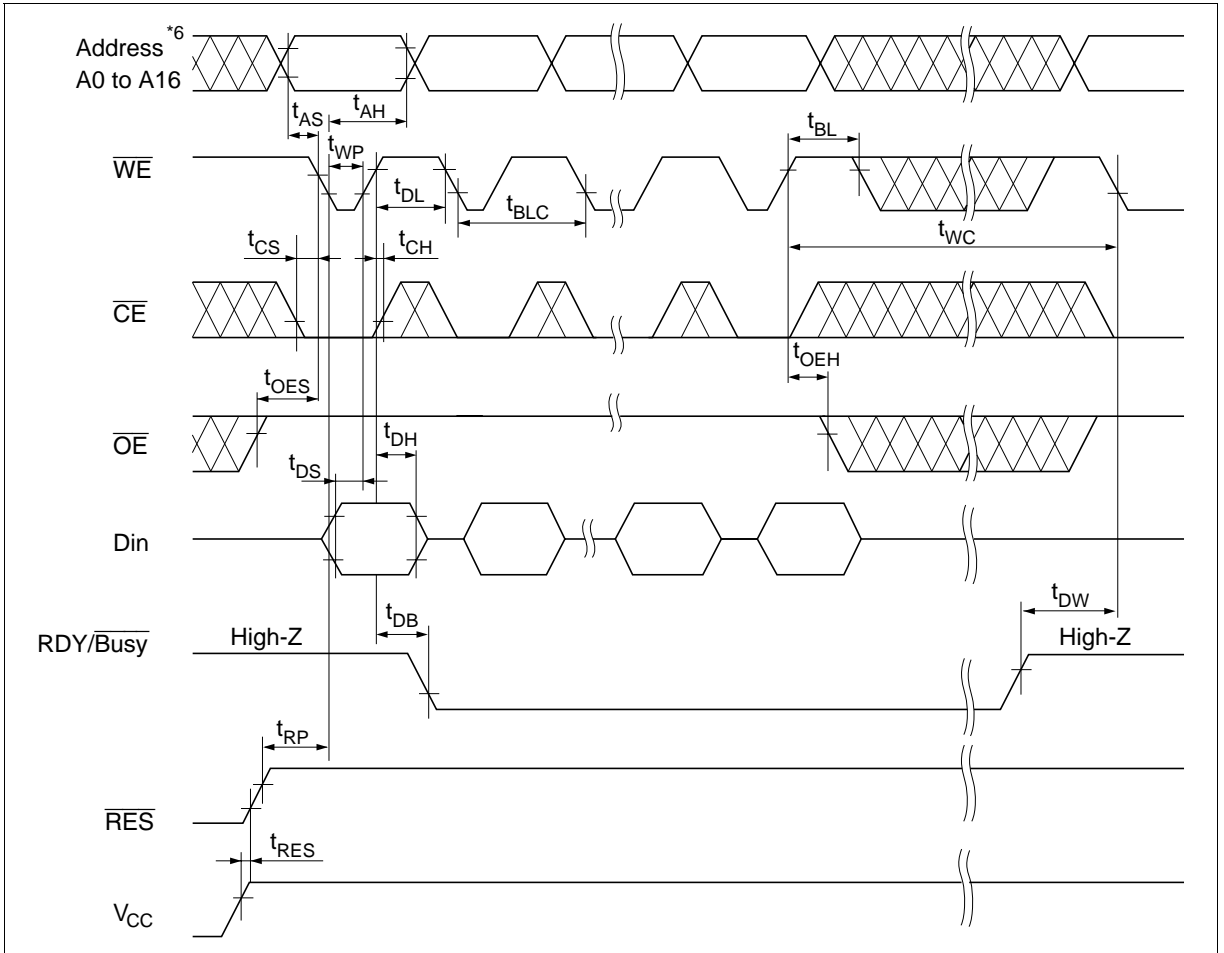 Address *6
A0 to A16
tAS
tAH
tWP
tBL
WE
tDL
tBLC
tWC
tCS
tCH
CE
tOES
tOEH
OE
tDH
tDS
Din
tDB
tDW
RDY/Busy
High-Z
High-Z
tRP
RES
tRES
VCC